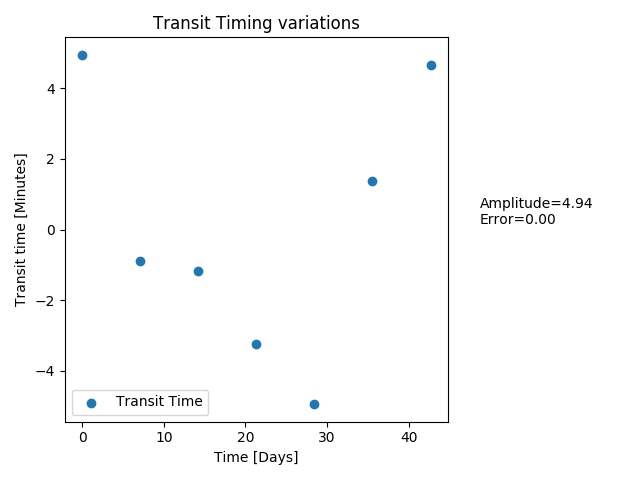 Transit Timing variations
Transit time [Minutes]
4
2
0
−2
−4
Amplitude=4.94
Error=0.00
Transit Time
0 10 20 30 40
Time [Days]